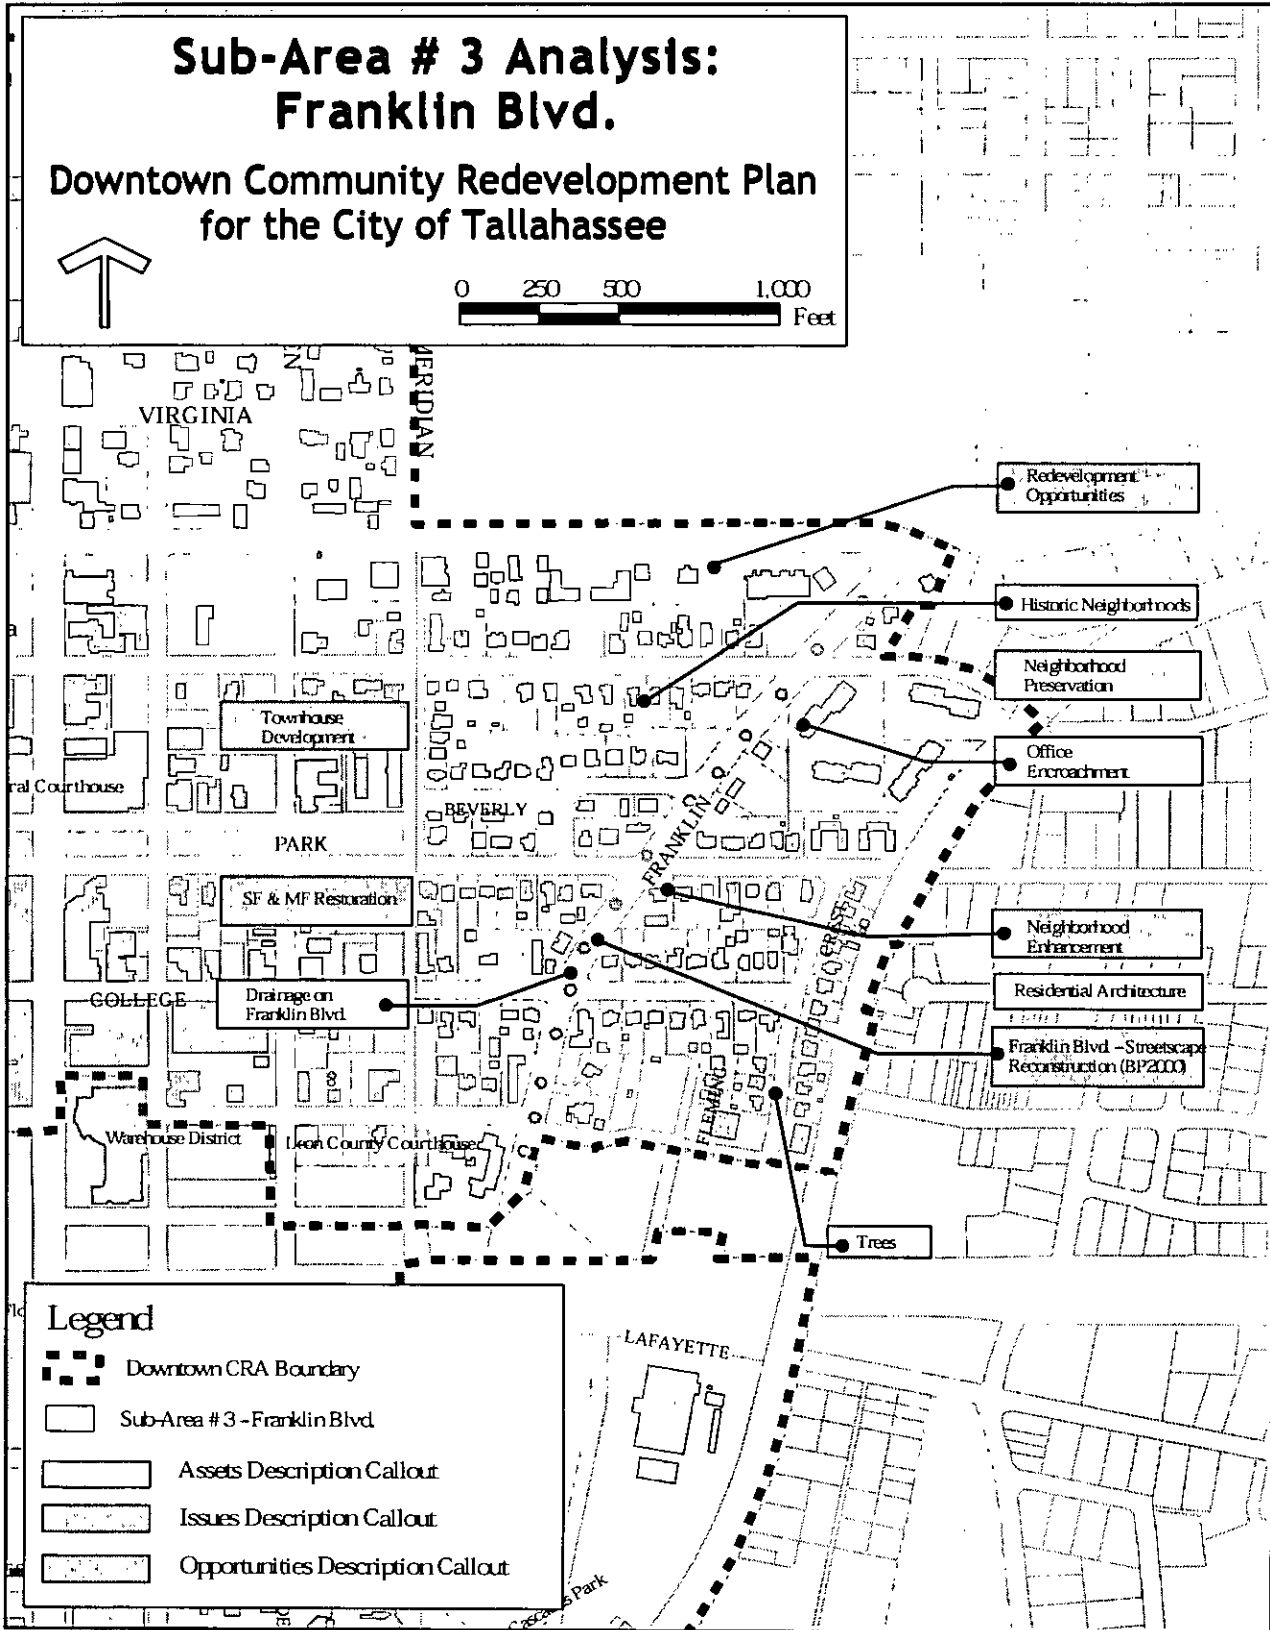 Sub-Area # 3 Analysis:
Franklin Blvd.
Downtown Community Redevelopment Plan
for the City of Tallahassee
0 250 500 1,000
Feet
MERIDIAN
VIRGINIA
Redevelopment
Opportunities
Historic Neighborhoods
Neighborhood
Preservation
Townhouse
Development
Office
Encroachment
ral Courthouse
BEVERLY
FRANKLIN
PARK
SF & MF Restoration
Neighborhood
Enhancement
COLLEGE
Drainage on
Franklin Blvd.
Residential Architecture
Franklin Blvd. - Streetscape
Reconstruction (BP2000)
FLEMING
Warehouse District
Leon County Courthouse
Trees
LAFAYETTE
Legend
Downtown CRA Boundary
Sub-Area # 3 - Franklin Blvd.
Assets Description Callout
Issues Description Callout
Opportunities Description Callout
Park